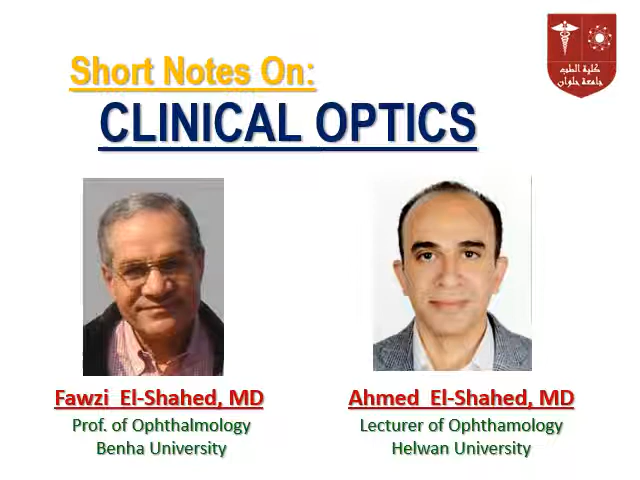 كلية الطب
جامعة حلوان
Short Notes On:
CLINICAL OPTICS
Fawzi El-Shahed, MD
Prof. of Ophthalmology
Benha University
Ahmed El-Shahed, MD
Lecturer of Ophthamology
Helwan University